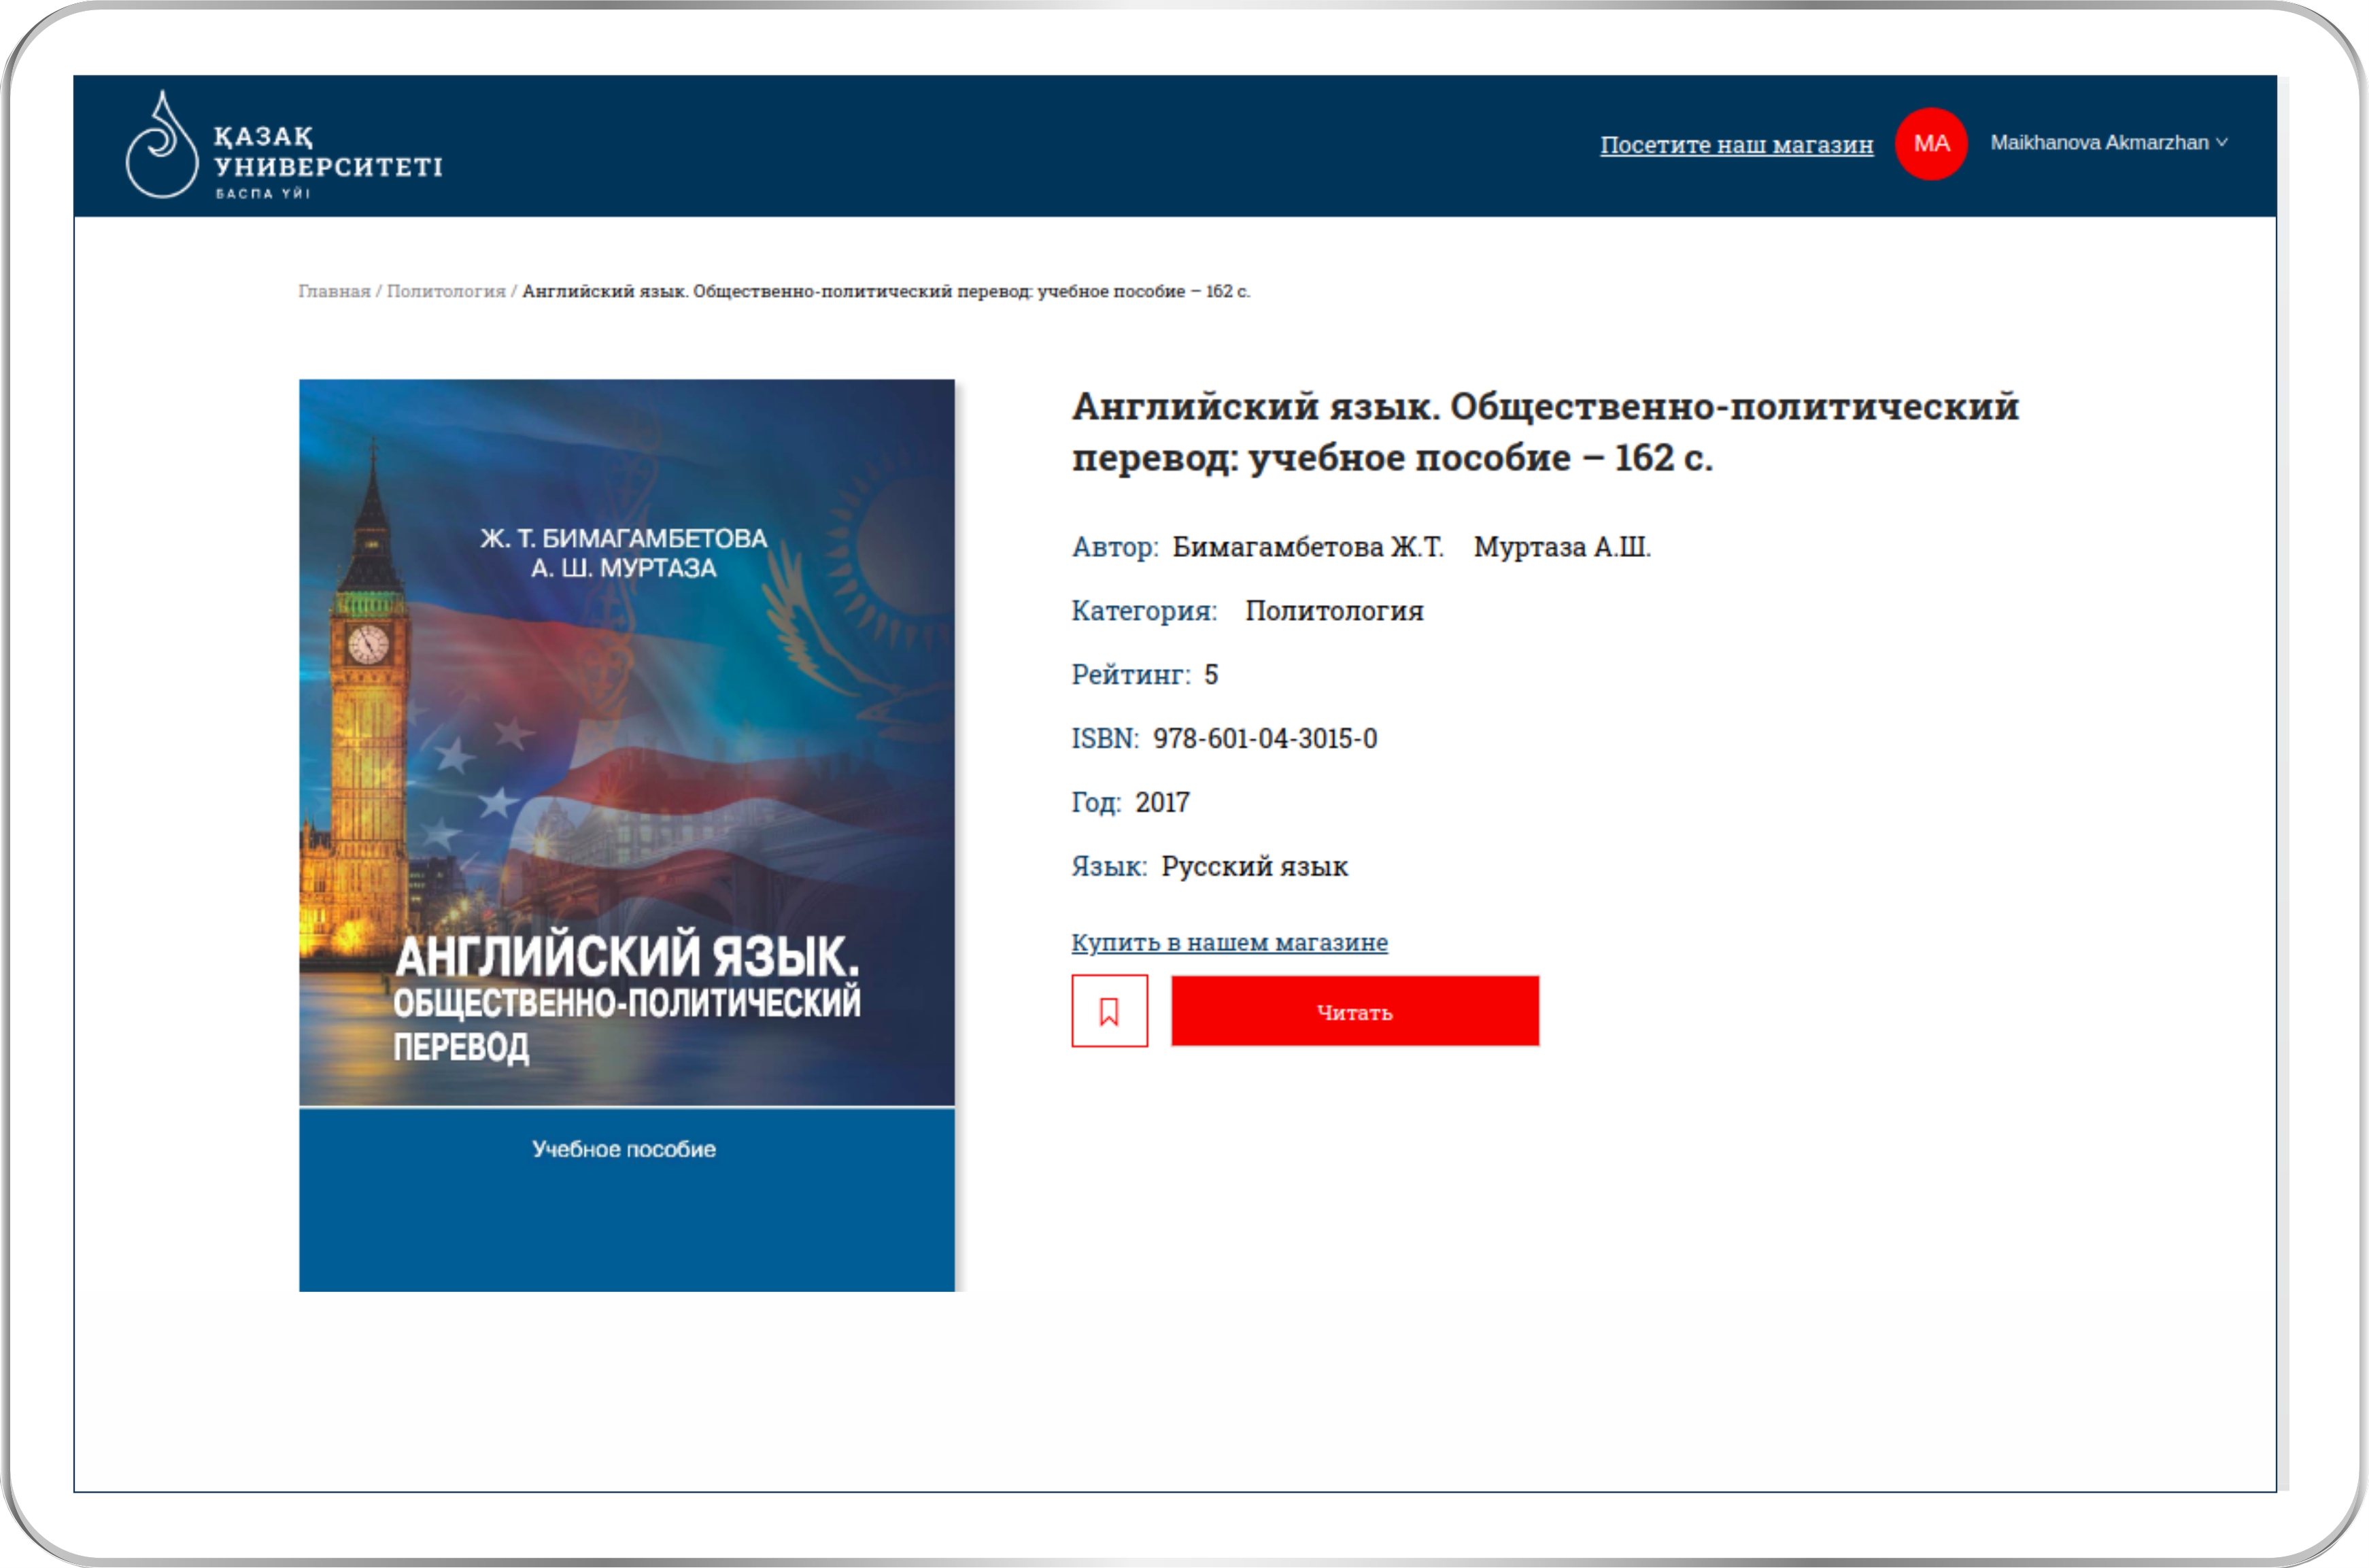 ҚАЗАҚ
УНИВЕРСИТЕТІ
БАСПА ҮЙІ
Посетите наш магазин
MA
Maikhanova Akmarzhan
Главная / Политология / Английский язык. Общественно-политический перевод: учебное пособие – 162 с.
Ж. Т. БИМАГАМБЕТОВА
А. Ш. МУРТАЗА
АНГЛИЙСКИЙ ЯЗЫК.
ОБЩЕСТВЕННО-ПОЛИТИЧЕСКИЙ
ПЕРЕВОД
Учебное пособие
Английский язык. Общественно-политический
перевод: учебное пособие – 162 с.
Автор: Бимагамбетова Ж.Т. Муртаза А.Ш.
Категория: Политология
Рейтинг: 5
ISBN: 978-601-04-3015-0
Год: 2017
Язык: Русский язык
Купить в нашем магазине
Читать